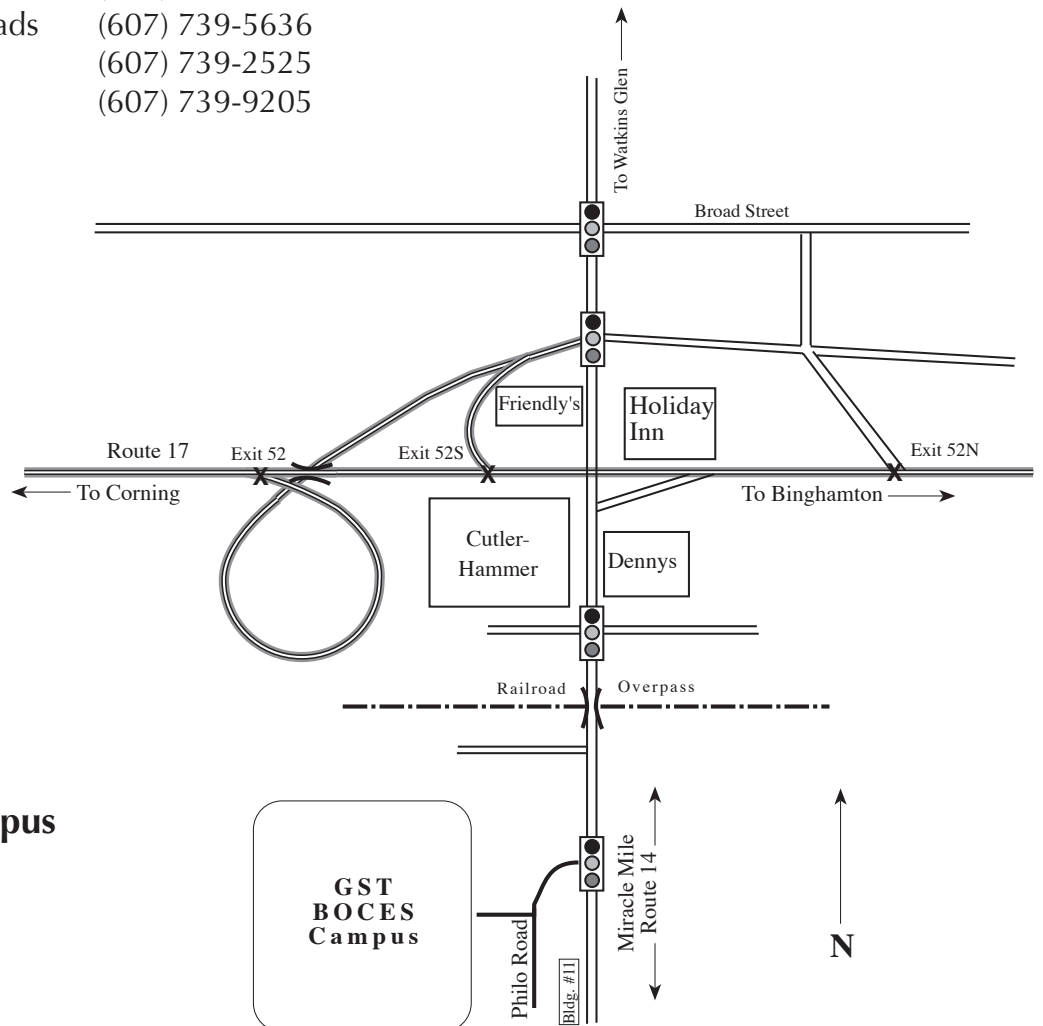 ads (607) 739-5636
(607) 739-2525
(607) 739-9205
To Watkins Glen
Broad Street
Friendly's
Holiday
Inn
Route 17
Exit 52
Exit 52S
Exit 52N
To Corning
To Binghamton
Cutler-
Hammer
Dennys
Railroad Overpass
pus
GST
BOCES
Campus
Philo Road
Bldg. #11
Miracle Mile
Route 14
N